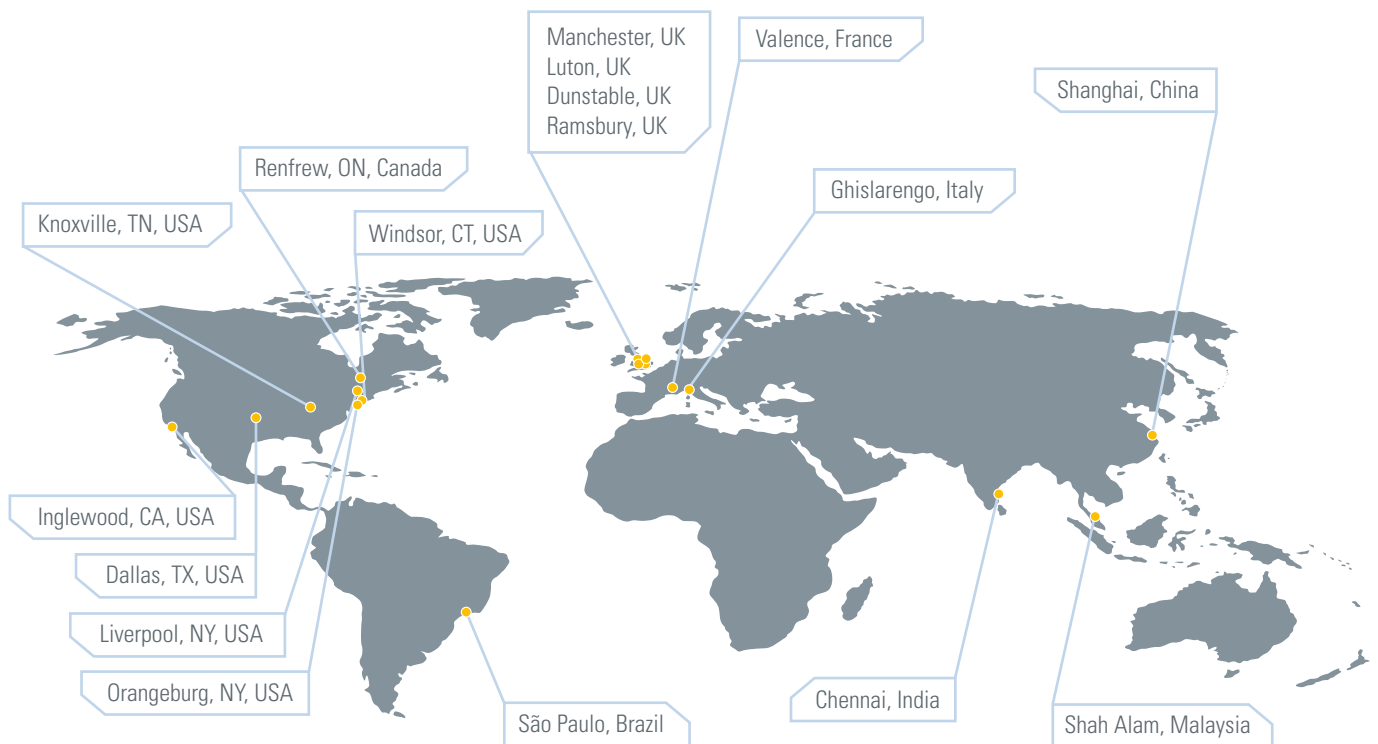 Manchester, UK
Luton, UK
Dunstable, UK
Ramsbury, UK
Valence, France
Shanghai, China
Renfrew, ON, Canada
Ghislarengo, Italy
Knoxville, TN, USA
Windsor, CT, USA
Inglewood, CA, USA
Dallas, TX, USA
Liverpool, NY, USA
Orangeburg, NY, USA
Chennai, India
São Paulo, Brazil
Shah Alam, Malaysia